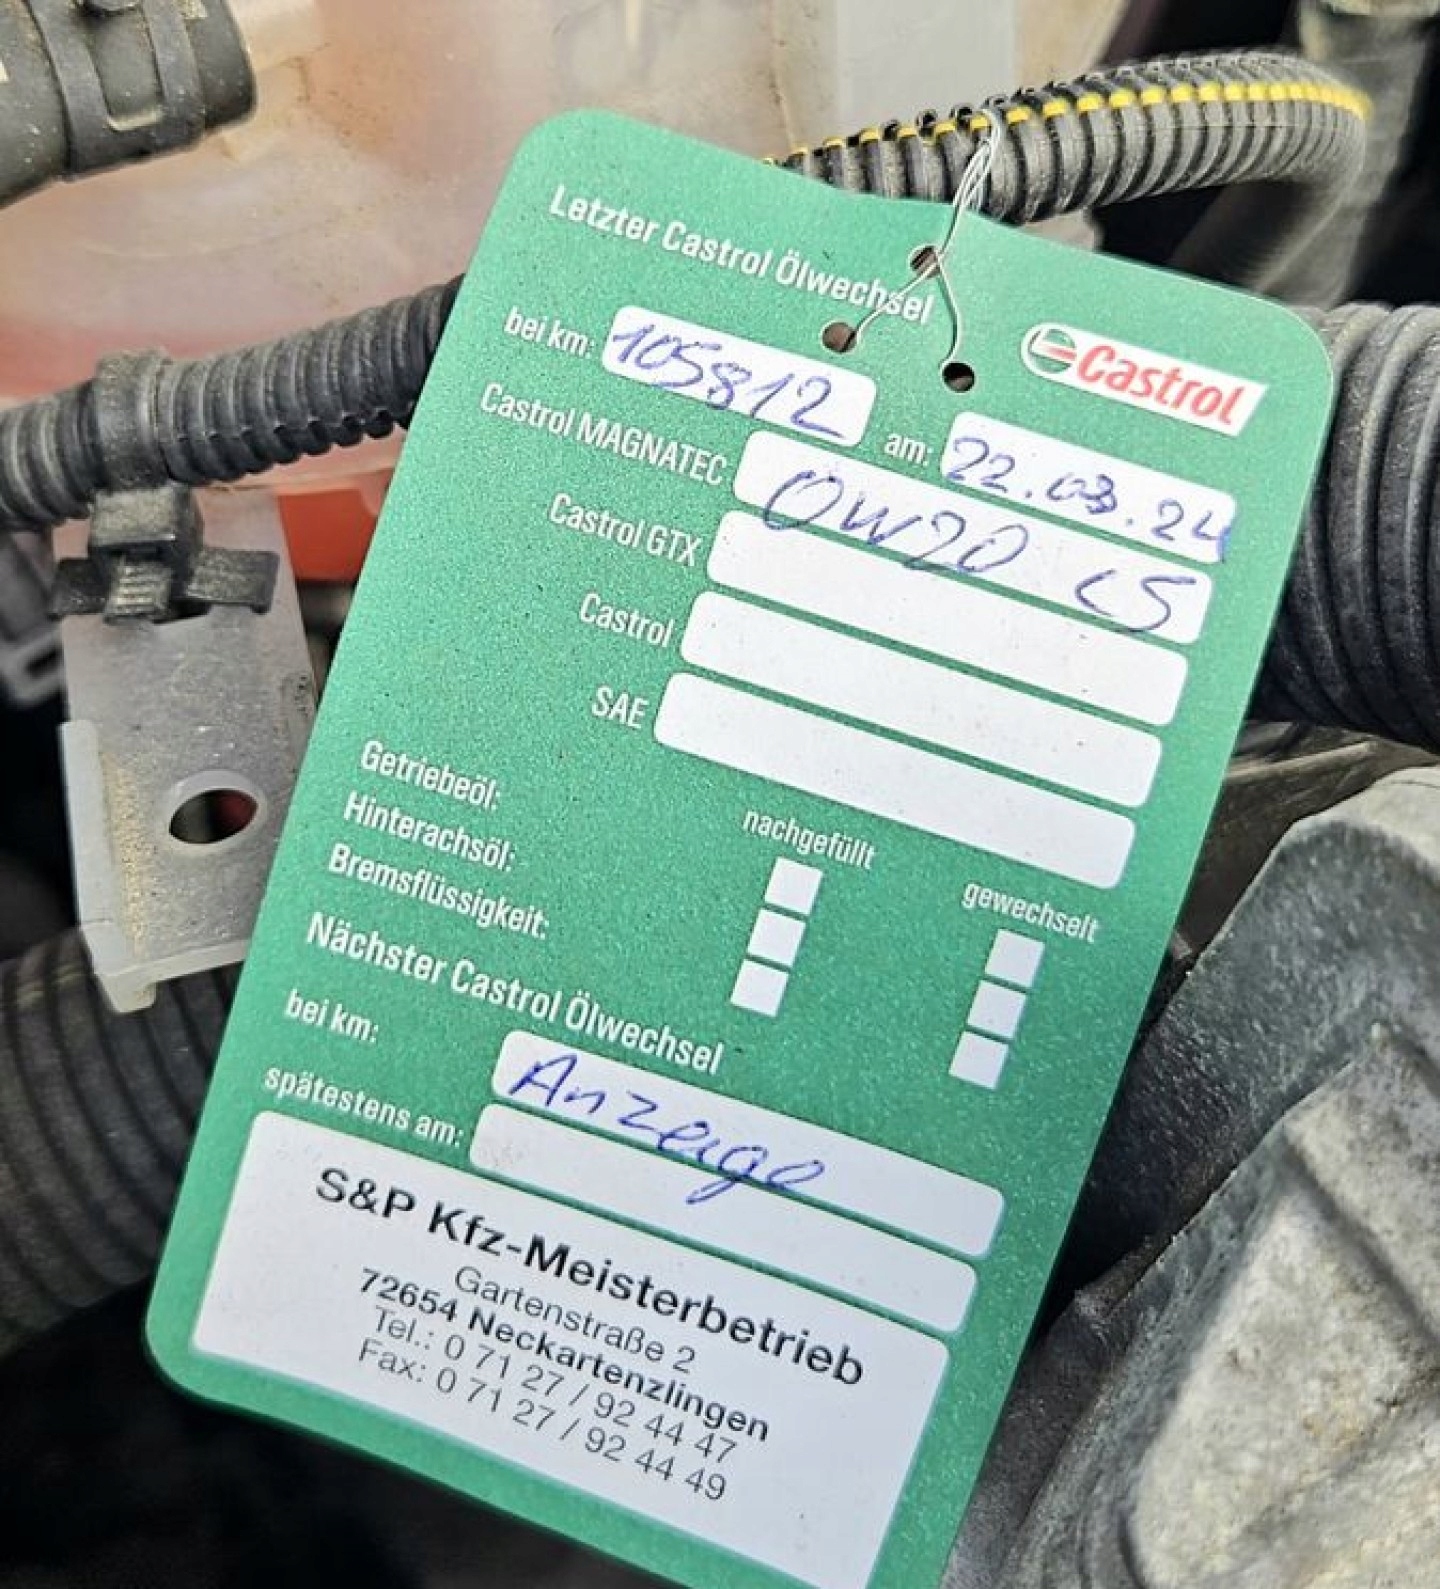 Letzter Castrol Ölwechsel
Castrol
bei km: 105812 am: 22.03.24
Castrol MAGNATEC 0W20 C5
Castrol GTX
Castrol
SAE
nachgefüllt gewechselt
Getriebeöl:
Hinterachsöl:
Bremsflüssigkeit:
Nächster Castrol Ölwechsel
bei km: Anzeige
spätestens am:
S&P Kfz-Meisterbetrieb
Gartenstraße 2
72654 Neckartenzlingen
Tel.: 0 71 27 / 92 44 47
Fax: 0 71 27 / 92 44 49